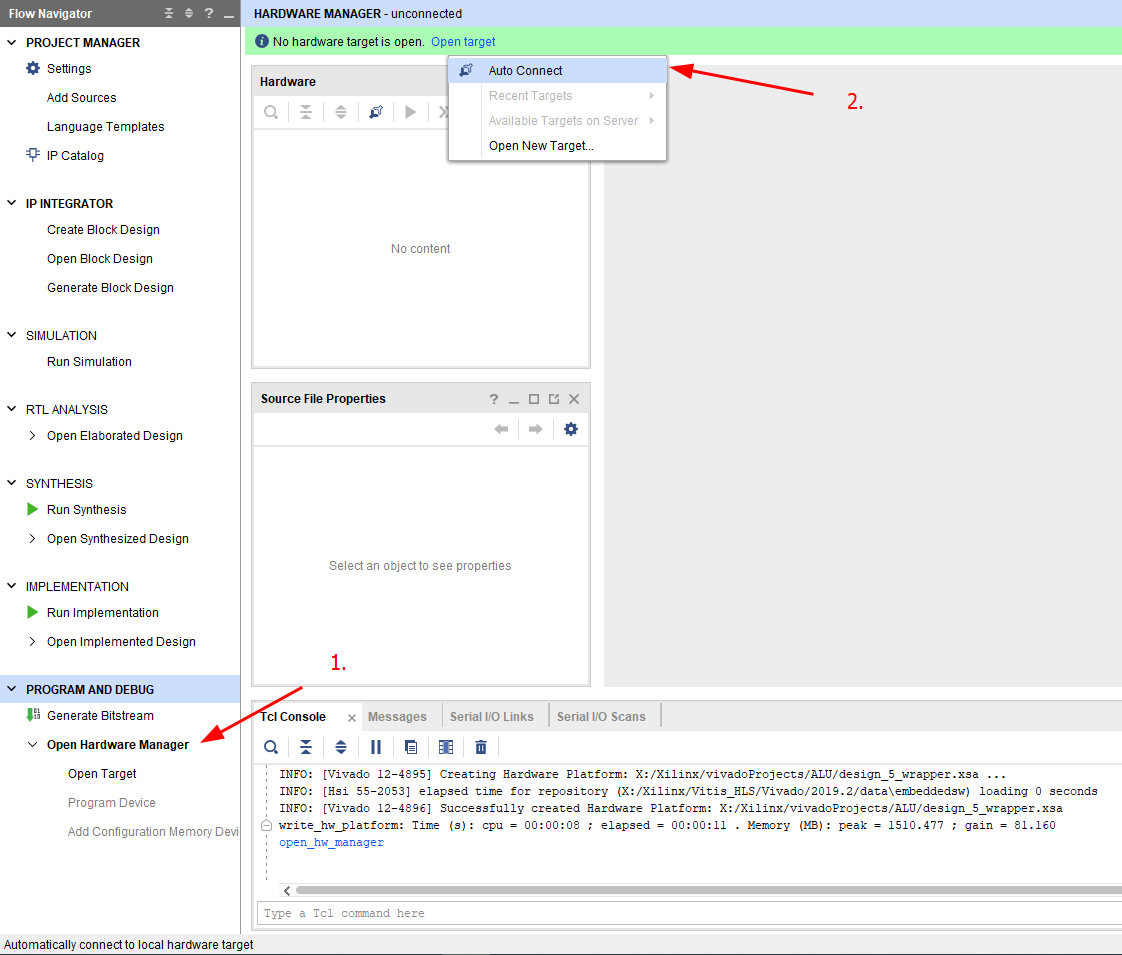 Flow Navigator
?
PROJECT MANAGER
Settings
Add Sources
Language Templates
IP Catalog
IP INTEGRATOR
Create Block Design
Open Block Design
Generate Block Design
SIMULATION
Run Simulation
RTL ANALYSIS
Open Elaborated Design
SYNTHESIS
Run Synthesis
Open Synthesized Design
IMPLEMENTATION
Run Implementation
Open Implemented Design
PROGRAM AND DEBUG
Generate Bitstream
Open Hardware Manager
Open Target
Program Device
Add Configuration Memory Devi
1.
HARDWARE MANAGER - unconnected
No hardware target is open. Open target
Auto Connect
Recent Targets
Available Targets on Server
Open New Target...
2.
Hardware
No content
Source File Properties
?
Select an object to see properties
Tcl Console Messages Serial I/O Links Serial I/O Scans
INFO: [Vivado 12-4895] Creating Hardware Platform: X:/Xilinx/vivadoProjects/ALU/design_5_wrapper.xsa ...
INFO: [Hsi 55-2053] elapsed time for repository (X:/Xilinx/Vitis_HLS/Vivado/2019.2/data\embeddedsw) loading 0 seconds
INFO: [Vivado 12-4896] Successfully created Hardware Platform: X:/Xilinx/vivadoProjects/ALU/design_5_wrapper.xsa
write_hw_platform: Time (s): cpu = 00:00:08 ; elapsed = 00:00:11 . Memory (MB): peak = 1510.477 ; gain = 81.160
open_hw_manager
Type a Tcl command here
Automatically connect to local hardware target